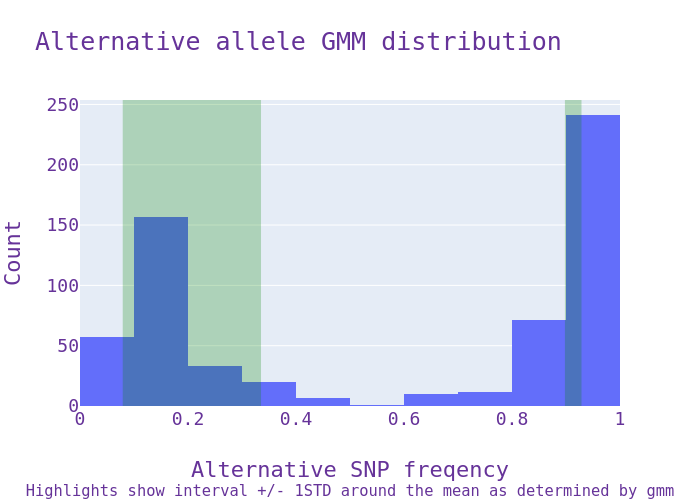 Alternative allele GMM distribution
250
200
150
100
50
0
Count
0 0.2 0.4 0.6 0.8 1
Alternative SNP freqency
Highlights show interval +/- 1STD around the mean as determined by gmm